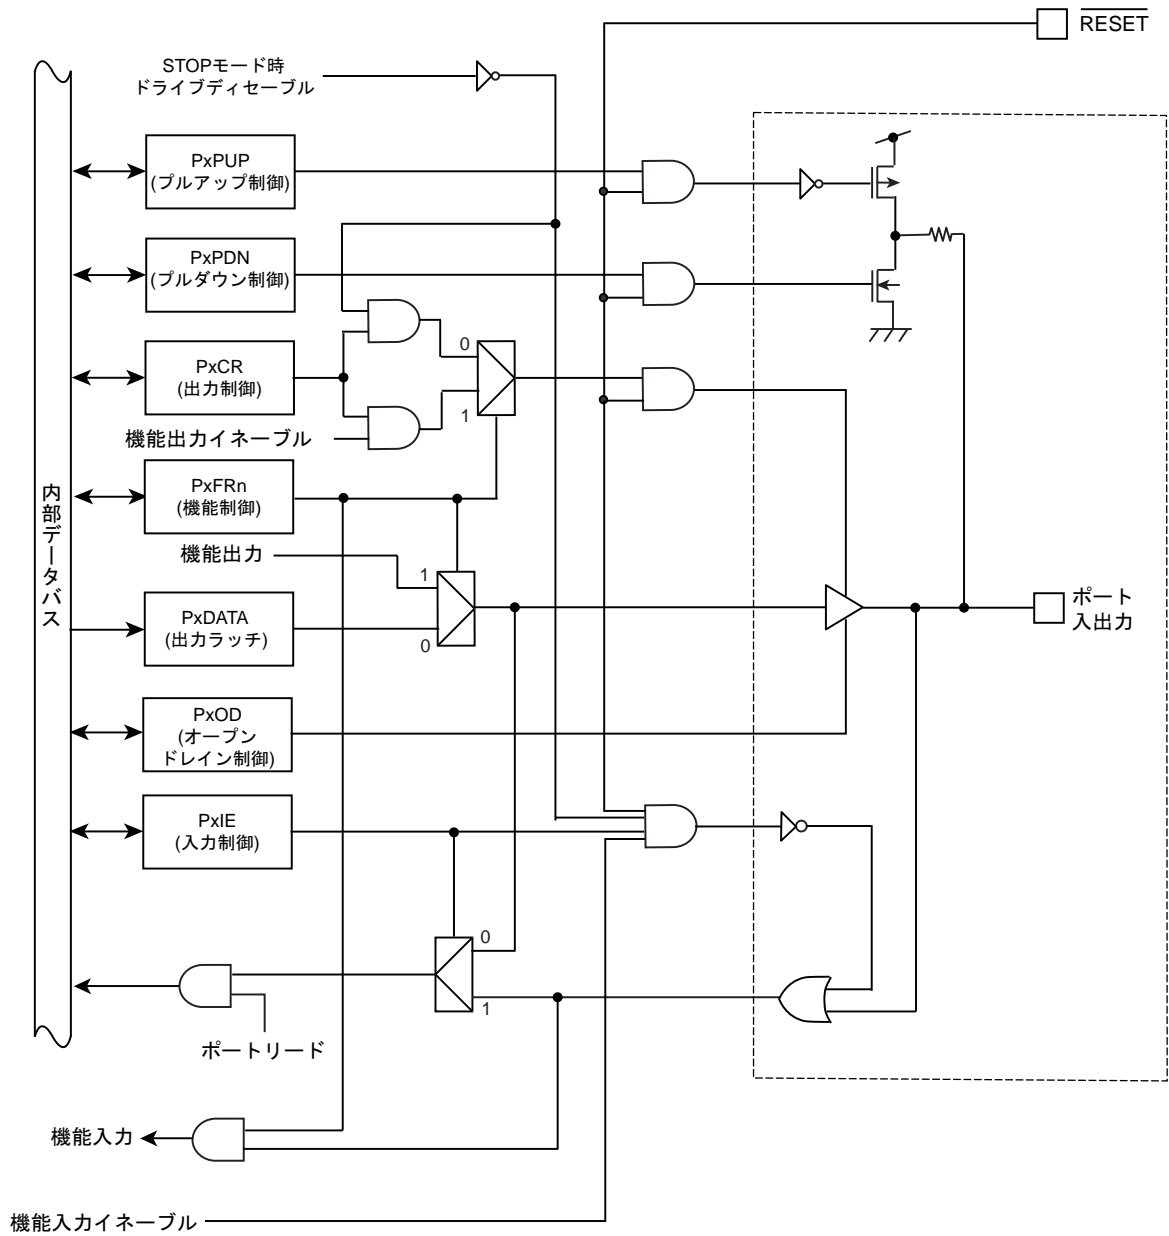 RESET
STOPモード時
ドライブディセーブル
PxPUP
(プルアップ制御)
PxPDN
(プルダウン制御)
PxCR
(出力制御)
0
1
機能出力イネーブル
PxFRn
(機能制御)
内部データバス
機能出力
1
0
PxDATA
(出力ラッチ)
ポート
入出力
PxOD
(オープン
ドレイン制御)
PxIE
(入力制御)
0
1
ポートリード
機能入力
機能入力イネーブル